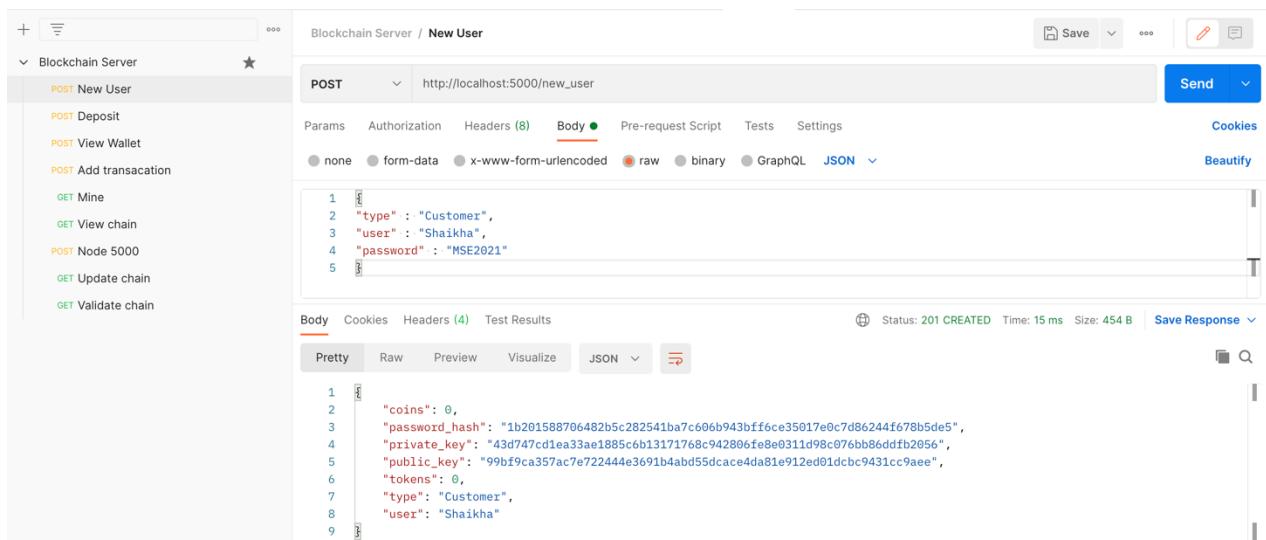 Blockchain Server / New User
Save
Blockchain Server
POST New User
POST Deposit
POST View Wallet
POST Add transacation
GET Mine
GET View chain
POST Node 5000
GET Update chain
GET Validate chain
POST http://localhost:5000/new_user Send
Params Authorization Headers (8) Body Pre-request Script Tests Settings Cookies
none form-data x-www-form-urlencoded raw binary GraphQL JSON Beautify
1 {
2 "type" : "Customer",
3 "user" : "Shaikha",
4 "password" : "MSE2021"
5 }
Body Cookies Headers (4) Test Results Status: 201 CREATED Time: 15 ms Size: 454 B Save Response
Pretty Raw Preview Visualize JSON
1 {
2 "coins": 0,
3 "password_hash": "1b201588706482b5c282541ba7c606b943bff6ce35017e0c7d86244f678b5de5",
4 "private_key": "43d747cd1ea33ae1885c6b13171768c942806fe8e0311d98c076bb86ddfb2056",
5 "public_key": "99bf9ca357ac7e722444e3691b4abd55dcace4da81e912ed01dcbc9431cc9aee",
6 "tokens": 0,
7 "type": "Customer",
8 "user": "Shaikha"
9 }